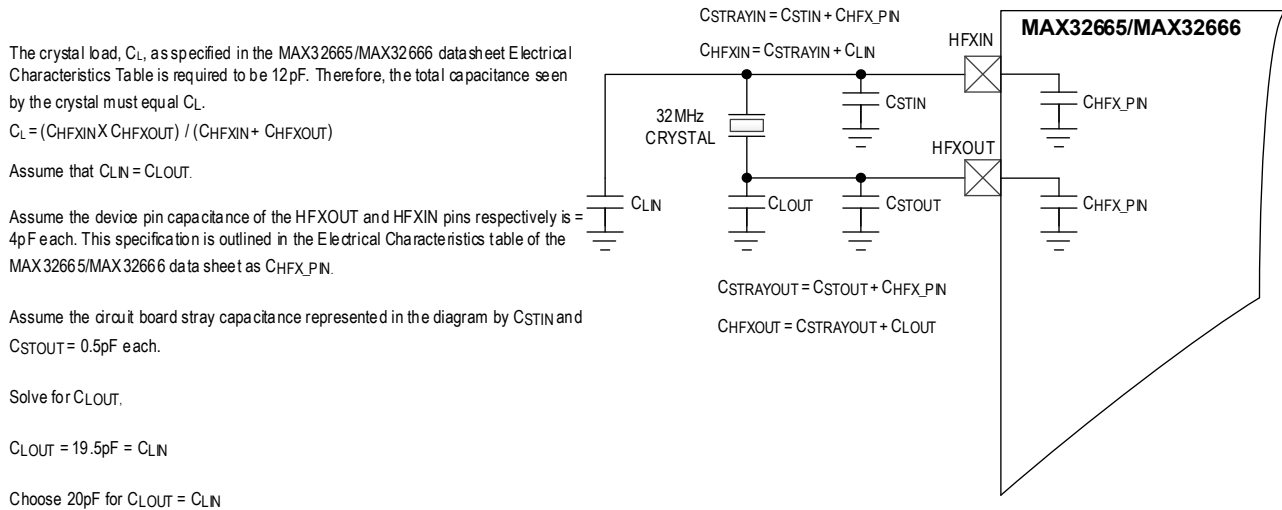 The crystal load, CL, as specified in the MAX32665/MAX32666 datasheet Electrical
Characteristics Table is required to be 12pF. Therefore, the total capacitance seen
by the crystal must equal CL.
CL = (CHFXIN X CHFXOUT) / (CHFXIN + CHFXOUT)
Assume that CLIN = CLOUT.
Assume the device pin capacitance of the HFXOUT and HFXIN pins respectively is =
4pF each. This specification is outlined in the Electrical Characteristics table of the
MAX32665/MAX32666 data sheet as CHFX_PIN.
Assume the circuit board stray capacitance represented in the diagram by CSTIN and
CSTOUT = 0.5pF each.
Solve for CLOUT,
CLOUT = 19.5pF = CLIN
Choose 20pF for CLOUT = CLIN
CSTRAYIN = CSTIN + CHFX_PIN
CHFXIN = CSTRAYIN + CLIN
HFXIN
MAX32665/MAX32666
CSTIN
CHFX_PIN
32MHz
CRYSTAL
HFXOUT
CLIN
CLOUT
CSTOUT
CHFX_PIN
CSTRAYOUT = CSTOUT + CHFX_PIN
CHFXOUT = CSTRAYOUT + CLOUT